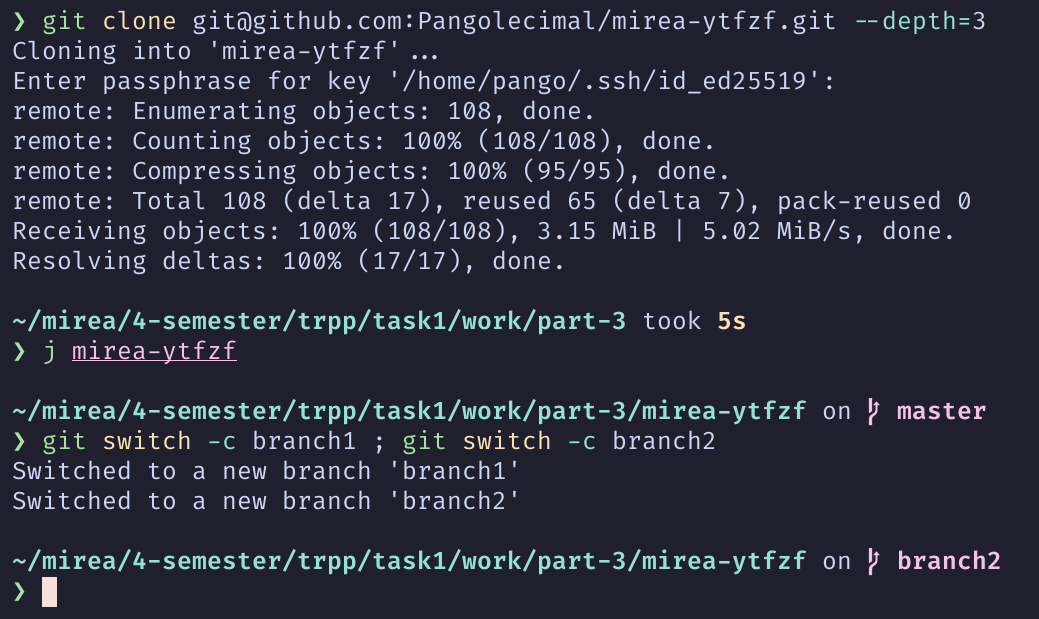 ❯ git clone git@github.com:Pangolecimal/mirea-ytfzf.git --depth=3
Cloning into 'mirea-ytfzf'...
Enter passphrase for key '/home/pango/.ssh/id_ed25519':
remote: Enumerating objects: 108, done.
remote: Counting objects: 100% (108/108), done.
remote: Compressing objects: 100% (95/95), done.
remote: Total 108 (delta 17), reused 65 (delta 7), pack-reused 0
Receiving objects: 100% (108/108), 3.15 MiB | 5.02 MiB/s, done.
Resolving deltas: 100% (17/17), done.
~/mirea/4-semester/trpp/task1/work/part-3 took 5s
❯ j mirea-ytfzf
~/mirea/4-semester/trpp/task1/work/part-3/mirea-ytfzf on  master
❯ git switch -c branch1 ; git switch -c branch2
Switched to a new branch 'branch1'
Switched to a new branch 'branch2'
~/mirea/4-semester/trpp/task1/work/part-3/mirea-ytfzf on  branch2
❯